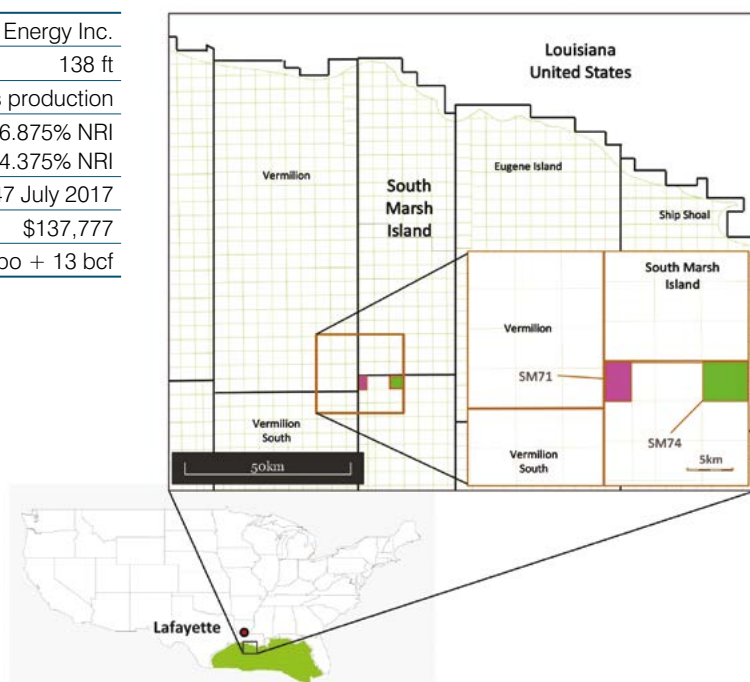 Energy Inc.
138 ft
production
6.875% NRI
4.375% NRI
July 2017
$137,777
+ 13 bcf
Louisiana
United States
Vermilion
South
Marsh
Island
Eugene Island
Ship Shoal
South Marsh
Island
Vermilion
SM71
Vermilion
South
Vermilion
South
SM74
50km
5km
Lafayette